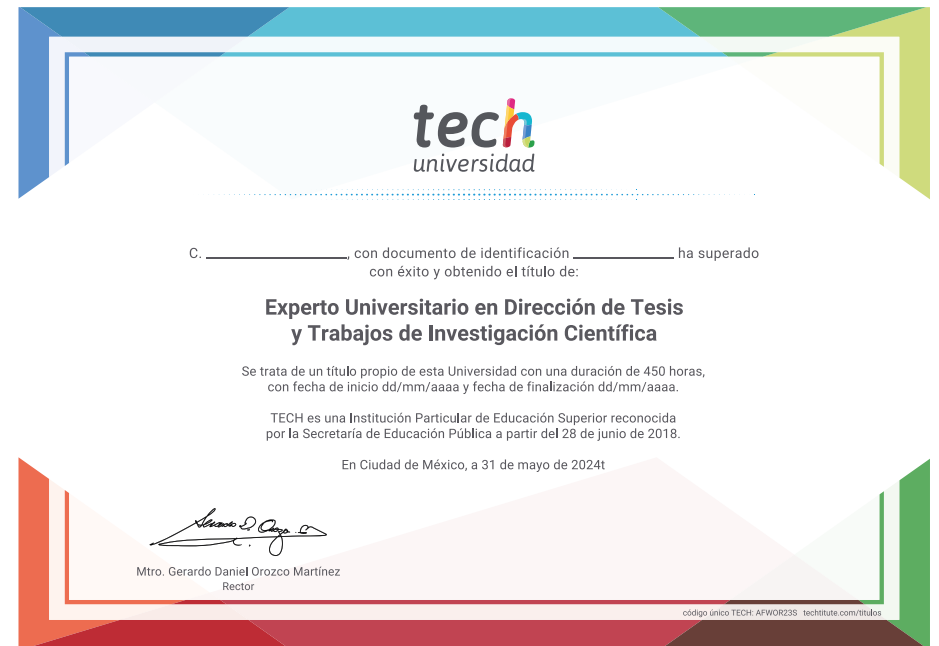 tech
universidad
C. ____________, con documento de identificación ____________ ha superado
con éxito y obtenido el título de:
Experto Universitario en Dirección de Tesis
y Trabajos de Investigación Científica
Se trata de un título propio de esta Universidad con una duración de 450 horas,
con fecha de inicio dd/mm/aaaa y fecha de finalización dd/mm/aaaa.
TECH es una Institución Particular de Educación Superior reconocida
por la Secretaría de Educación Pública a partir del 28 de junio de 2018.
En Ciudad de México, a 31 de mayo de 2024t
Mtro. Gerardo Daniel Orozco Martínez
Rector
código único TECH: AFWOR23S techtitute.com/titulos